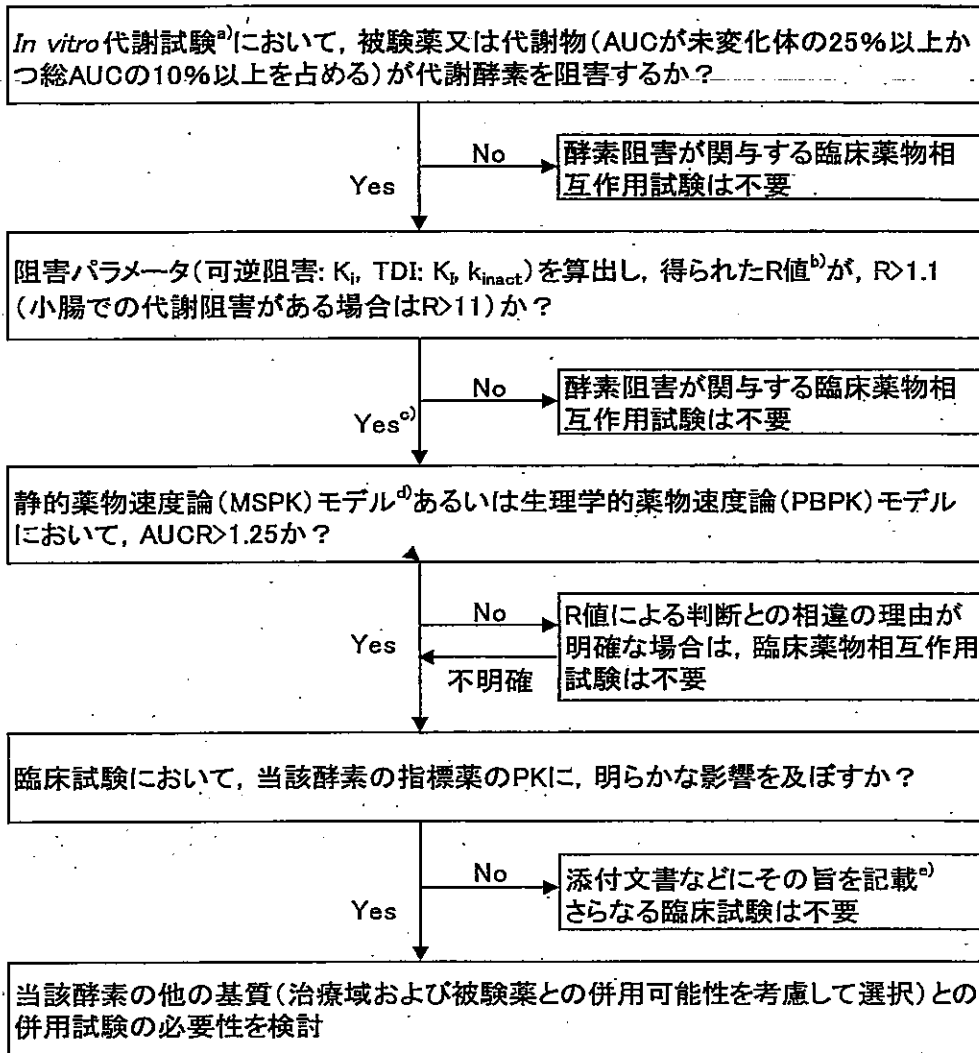 In vitro代謝試験a)において，被験薬又は代謝物（AUCが未変化体の25%以上か
つ総AUCの10%以上を占める）が代謝酵素を阻害するか？
No
酵素阻害が関与する臨床薬物相
互作用試験は不要
Yes
阻害パラメータ（可逆阻害: Ki, TDI: KI, kinact）を算出し，得られたR値b)が，R>1.1
（小腸での代謝阻害がある場合はR>11）か？
No
酵素阻害が関与する臨床薬物相
互作用試験は不要
Yesc)
静的薬物速度論（MSPK）モデルd)あるいは生理学的薬物速度論（PBPK）モデル
において，AUCR>1.25か？
No
R値による判断との相違の理由が
明確な場合は，臨床薬物相互作用
試験は不要
Yes
不明確
臨床試験において，当該酵素の指標薬のPKに，明らかな影響を及ぼすか？
No
添付文書などにその旨を記載e)
さらなる臨床試験は不要
Yes
当該酵素の他の基質（治療域および被験薬との併用可能性を考慮して選択）との
併用試験の必要性を検討